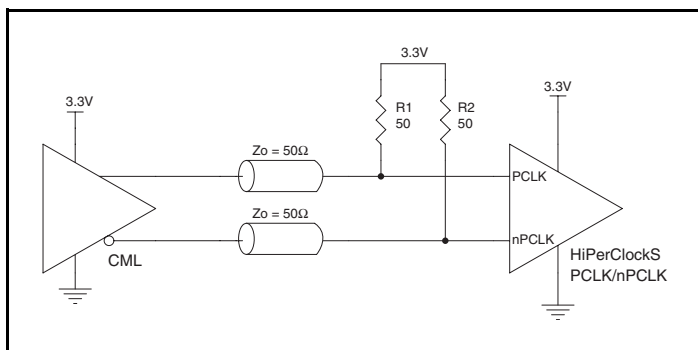 3.3V
3.3V
R1
50
R2
50
3.3V
Zo = 50Ω
PCLK
Zo = 50Ω
nPCLK
CML
HiPerClockS
PCLK/nPCLK